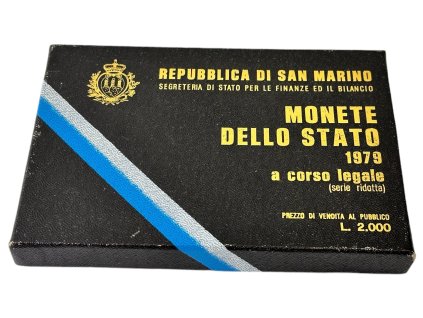 REPUBBLICA DI SAN MARINO
SEGRETERIA DI STATO PER LE FINANZE ED IL BILANCIO
MONETE
DELLO STATO
1979
a corso legale
(serie ridotta)
PREZZO DI VENDITA AL PUBBLICO
L. 2.000